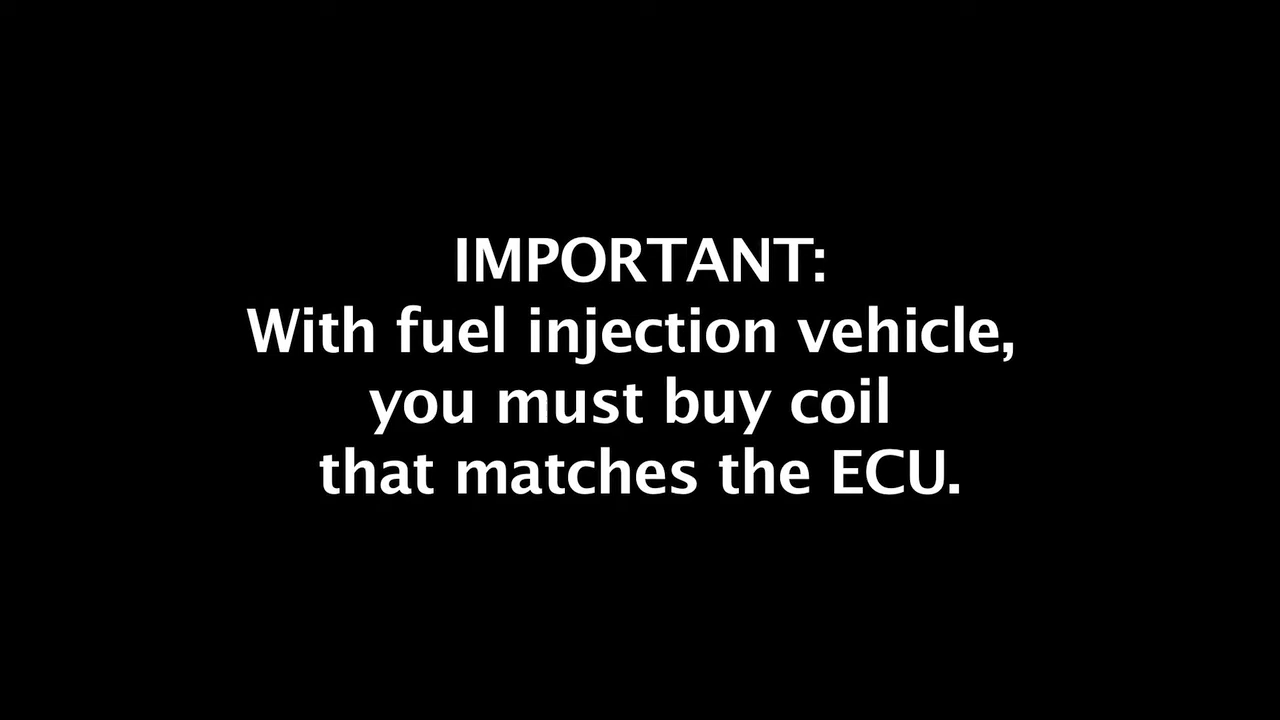 IMPORTANT:
With fuel injection vehicle,
you must buy coil
that matches the ECU.